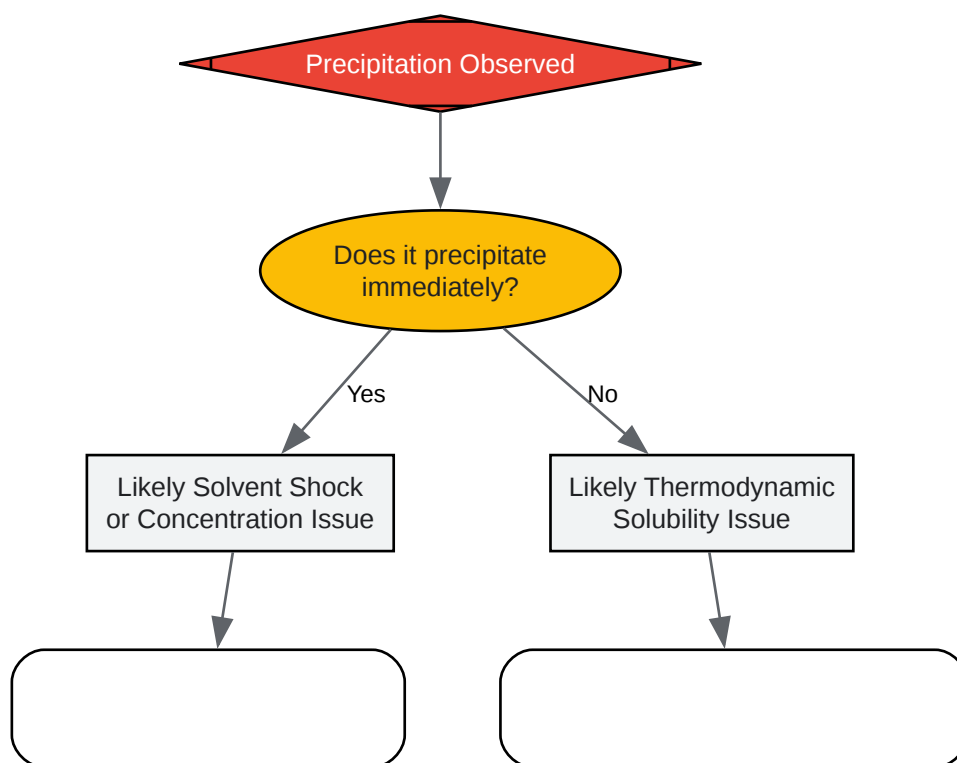 Precipitation Observed
Does it precipitate
immediately?
Yes
No
Likely Solvent Shock
or Concentration Issue
Likely Thermodynamic
Solubility Issue